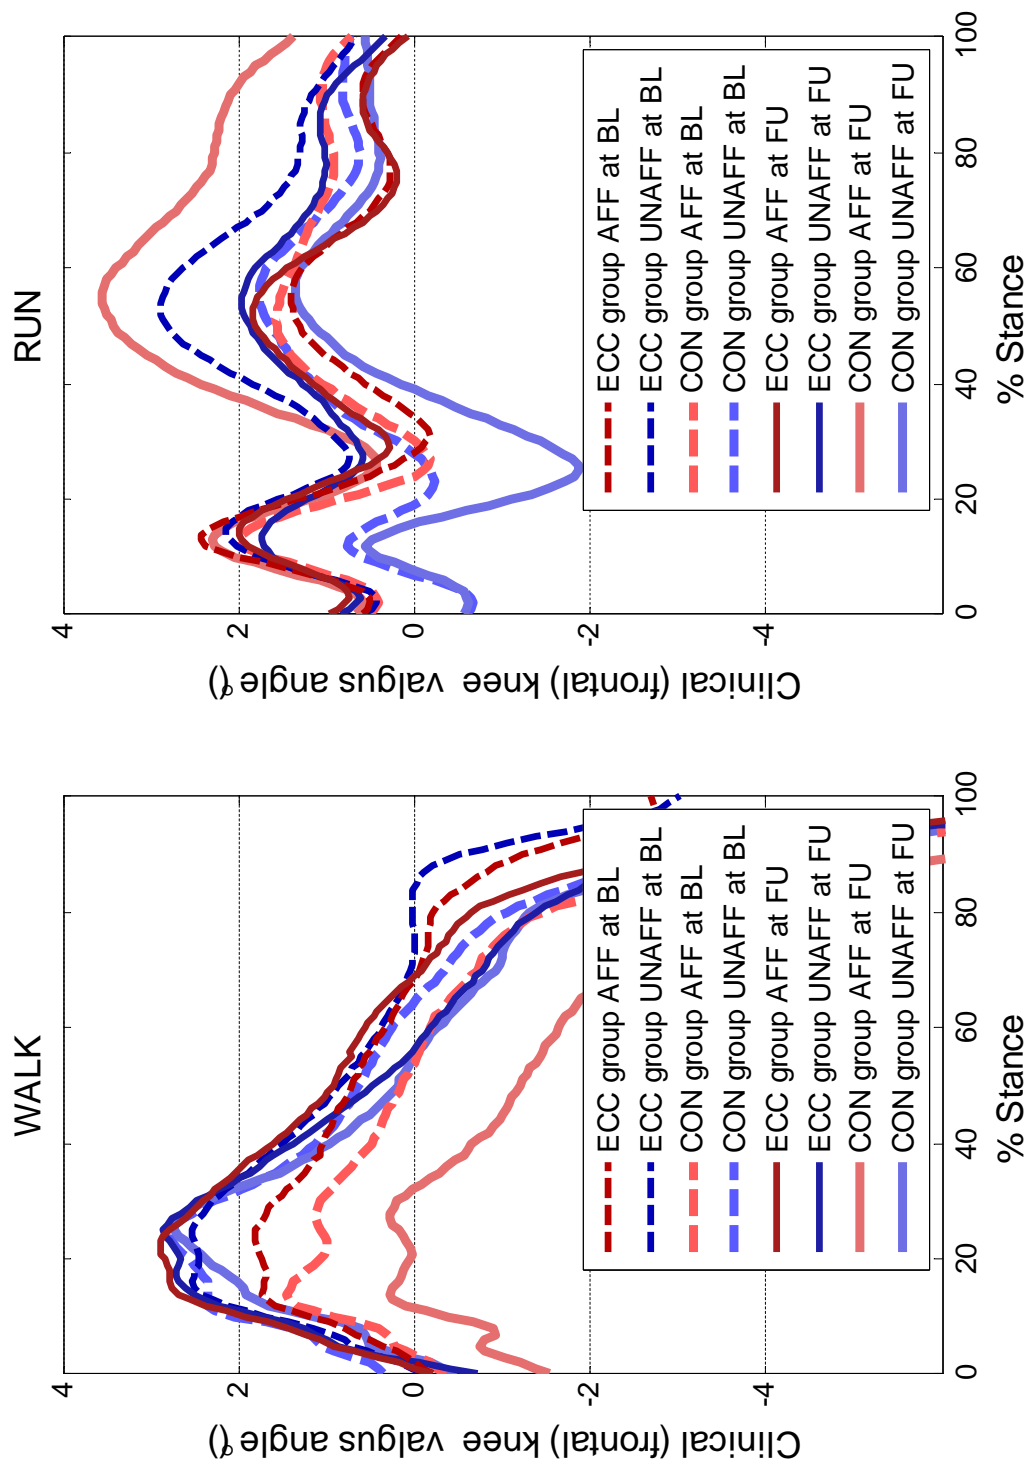 WALK
Clinical (frontal) knee valgus angle (°)
4
2
0
-2
-4
0
20
40
60
80
100
% Stance
ECC group AFF at BL
ECC group UNAFF at BL
CON group AFF at BL
CON group UNAFF at BL
ECC group AFF at FU
ECC group UNAFF at FU
CON group AFF at FU
CON group UNAFF at FU
RUN
Clinical (frontal) knee valgus angle (°)
4
2
0
-2
-4
0
20
40
60
80
100
% Stance
ECC group AFF at BL
ECC group UNAFF at BL
CON group AFF at BL
CON group UNAFF at BL
ECC group AFF at FU
ECC group UNAFF at FU
CON group AFF at FU
CON group UNAFF at FU